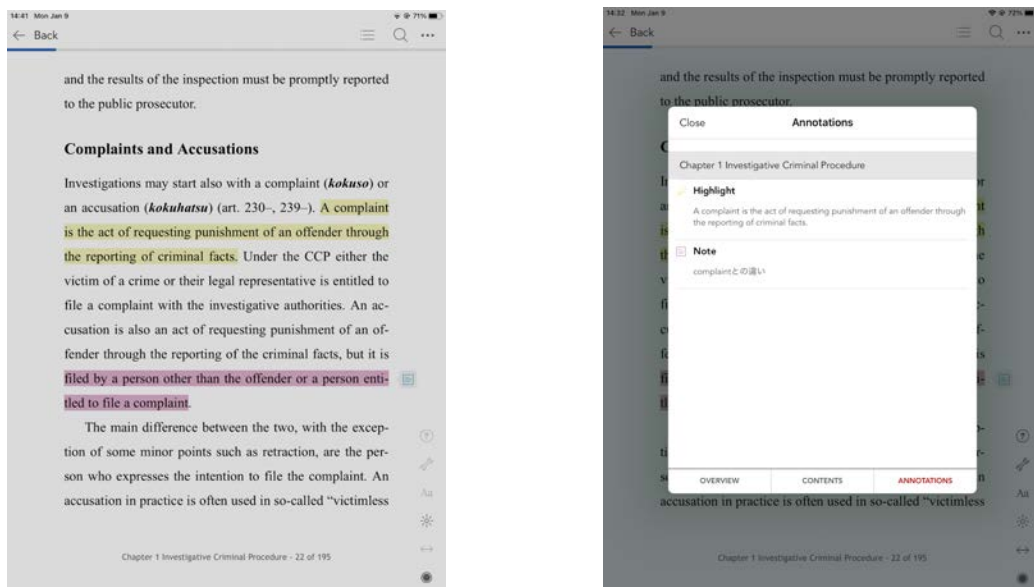 14:41 Mon Jan 9
71%
← Back
and the results of the inspection must be promptly reported
to the public prosecutor.
Complaints and Accusations
Investigations may start also with a complaint (kokuso) or
an accusation (kokuhatsu) (art. 230–, 239–). A complaint
is the act of requesting punishment of an offender through
the reporting of criminal facts. Under the CCP either the
victim of a crime or their legal representative is entitled to
file a complaint with the investigative authorities. An ac-
cusation is also an act of requesting punishment of an of-
fender through the reporting of the criminal facts, but it is
filed by a person other than the offender or a person enti-
tled to file a complaint.
The main difference between the two, with the excep-
tion of some minor points such as retraction, are the per-
son who expresses the intention to file the complaint. An
accusation in practice is often used in so-called “victimless
Aa
Chapter 1 Investigative Criminal Procedure - 22 of 195
14:32 Mon Jan 9
72%
← Back
and the results of the inspection must be promptly reported
to the public prosecutor.
Close
Annotations
Chapter 1 Investigative Criminal Procedure
Highlight
A complaint is the act of requesting punishment of an offender through
the reporting of criminal facts.
Note
complaintとの違い
OVERVIEW
CONTENTS
ANNOTATIONS
accusation in practice is often used in so-called “victimless
Aa
Chapter 1 Investigative Criminal Procedure - 22 of 195